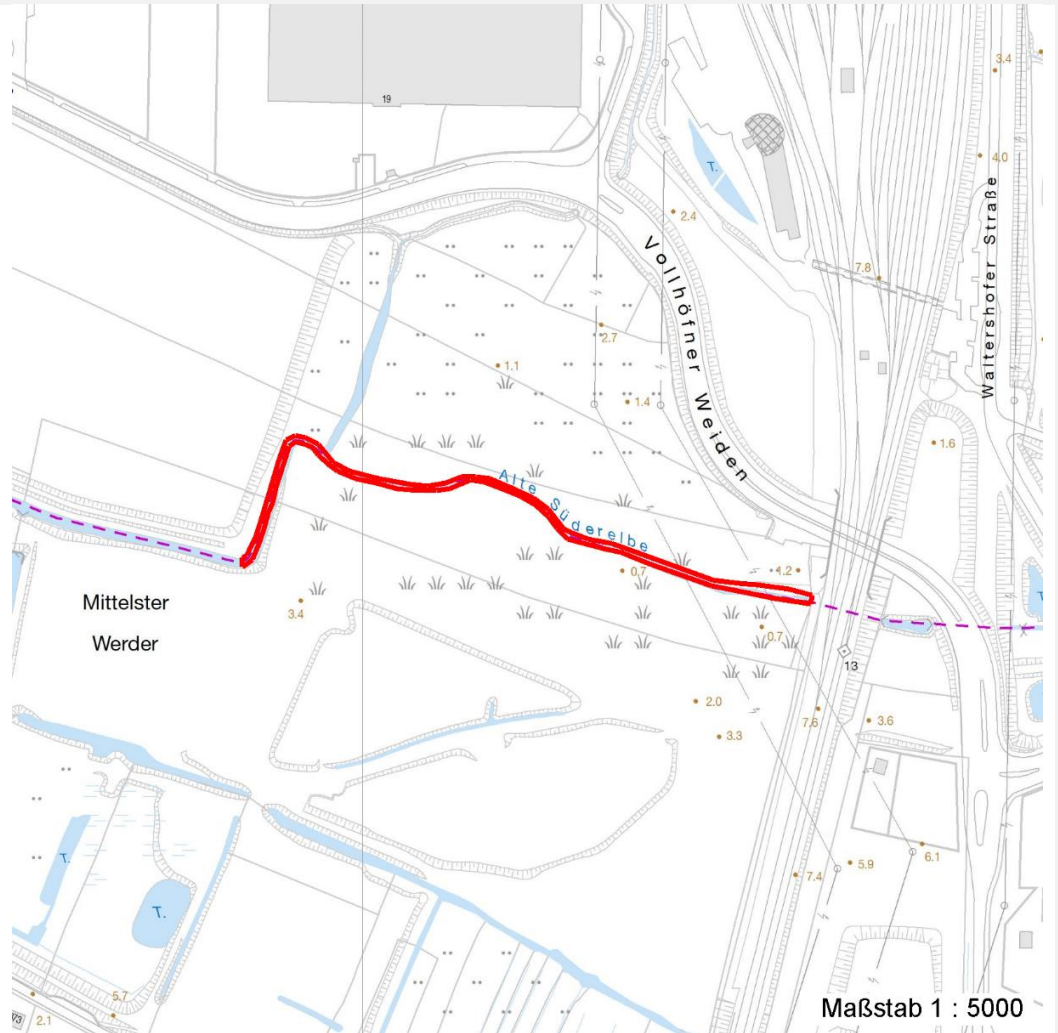 19
3.4
4.0
T.
2.4
Waltershofer Straße
Vollhöfner Weiden
7.8
2.7
1.1
1.4
1.6
Alte Süderelbe
0.7
1.2
Mittelster
Werder
3.4
0.7
13
2.0
7.6
3.6
3.3
6.1
5.9
7.4
T.
T.
5.7
2.1
Maßstab 1 : 5000